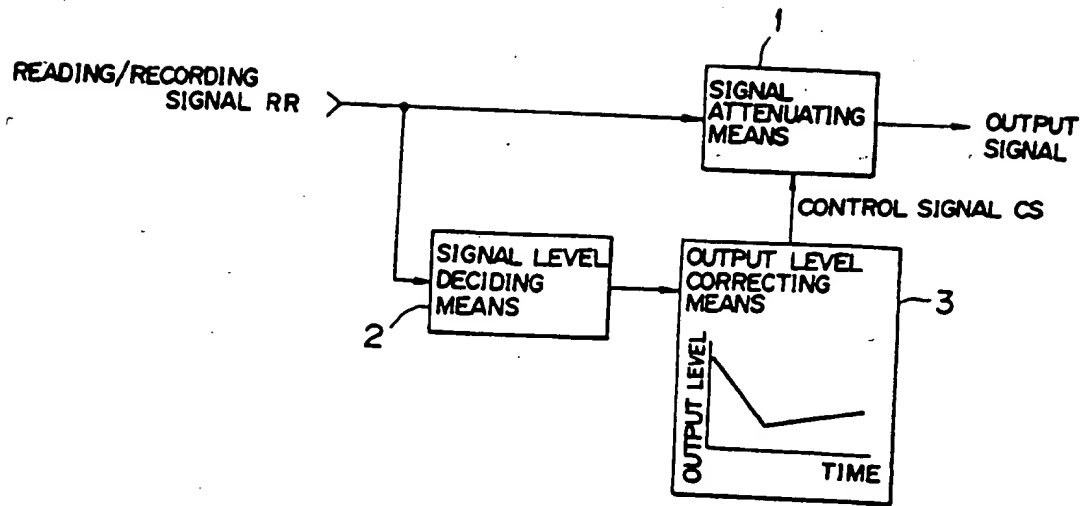 1
READING/RECORDING
SIGNAL RR
SIGNAL
ATTENUATING
MEANS
OUTPUT
SIGNAL
CONTROL SIGNAL CS
SIGNAL LEVEL
DECIDING
MEANS
2
OUTPUT LEVEL
CORRECTING
MEANS
3
OUTPUT LEVEL
TIME